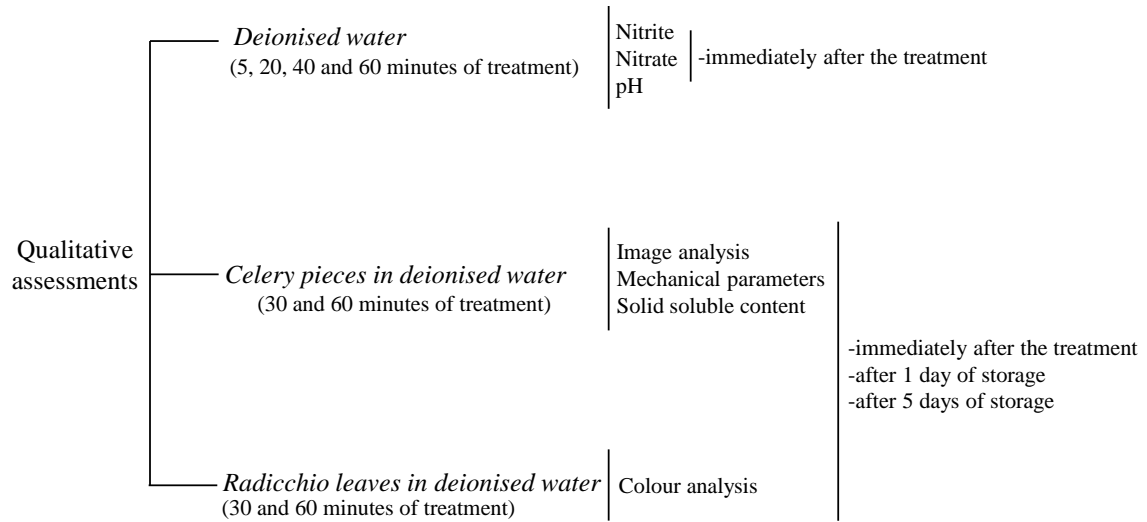 Deionised water
(5, 20, 40 and 60 minutes of treatment)
Nitrite
Nitrate
pH
-immediately after the treatment
Qualitative
assessments
Celery pieces in deionised water
(30 and 60 minutes of treatment)
Image analysis
Mechanical parameters
Solid soluble content
-immediately after the treatment
-after 1 day of storage
-after 5 days of storage
Radicchio leaves in deionised water
(30 and 60 minutes of treatment)
Colour analysis